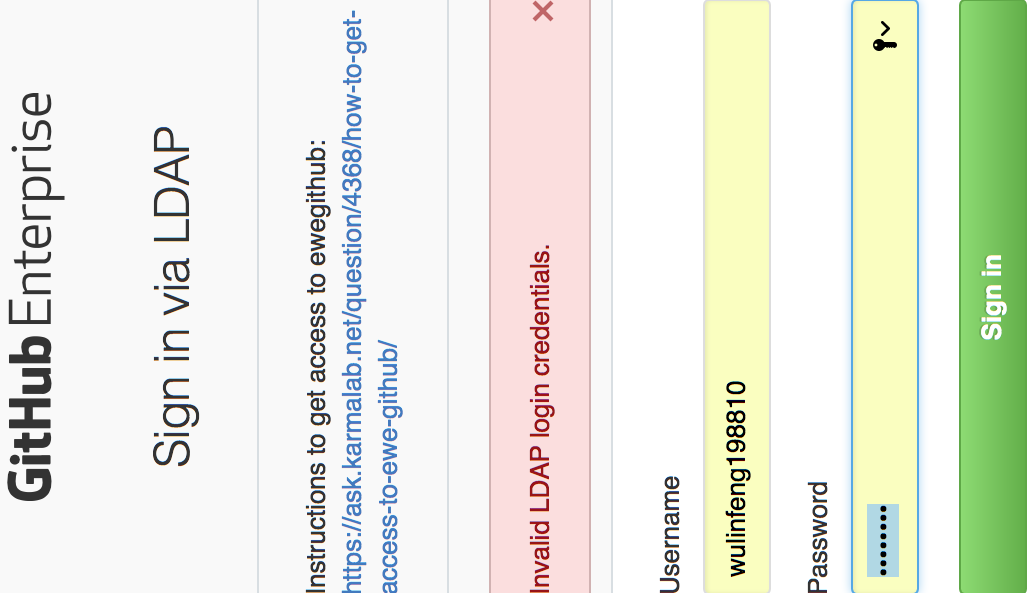 GitHub Enterprise
Sign in via LDAP
Instructions to get access to ewegithub:
https://ask.karmalab.net/question/4368/how-to-get-
access-to-ewe-github/
Invalid LDAP login credentials.
Username
wulinfeng198810
Password
Sign in